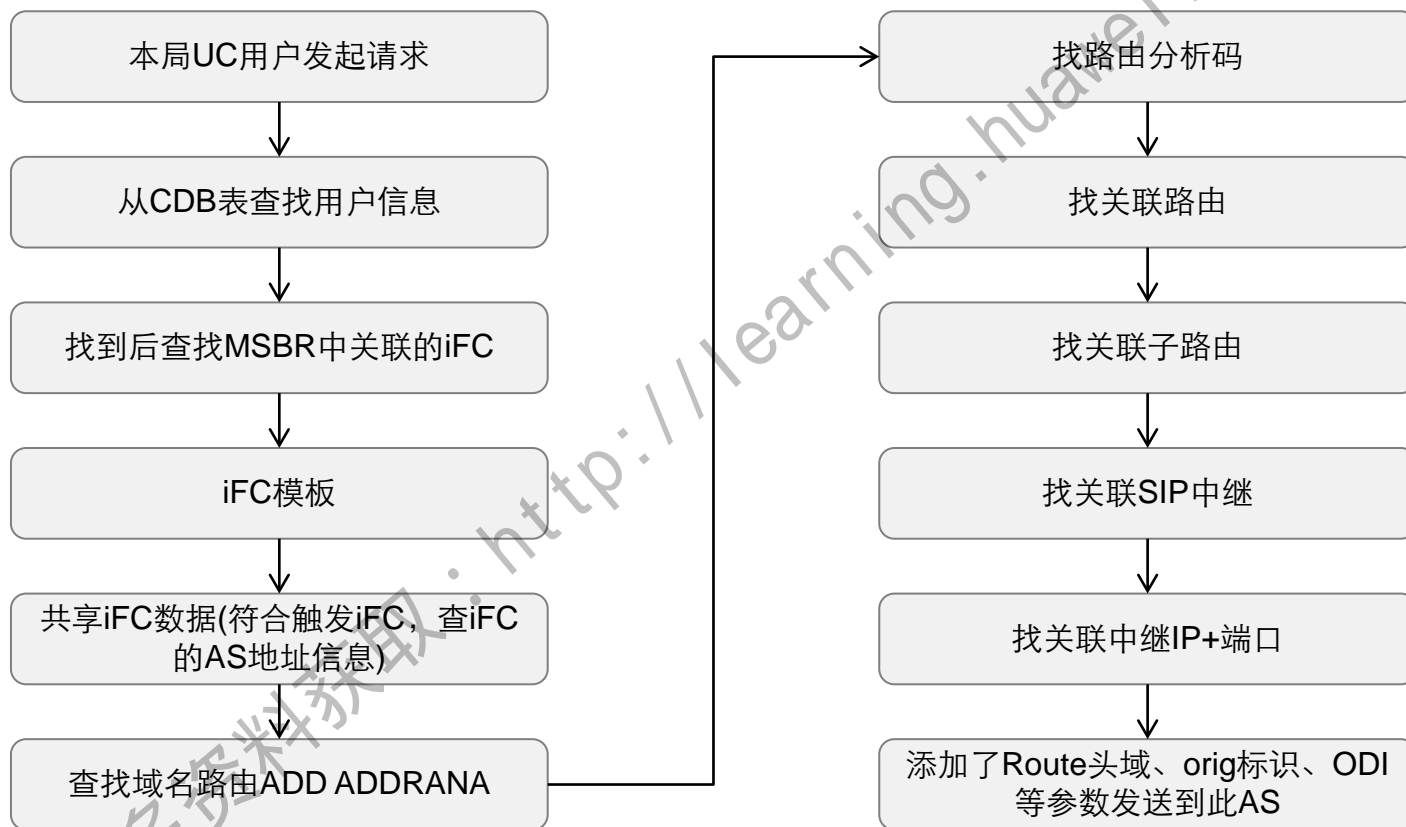 本局UC用户发起请求
从CDB表查找用户信息
找到后查找MSBR中关联的iFC
iFC模板
共享iFC数据(符合触发iFC，查iFC
的AS地址信息)
查找域名路由ADD ADDRANA
找路由分析码
找关联路由
找关联子路由
找关联SIP中继
找关联中继IP+端口
添加了Route头域、orig标识、ODI
等参数发送到此AS
资料获取：http://learning.huawei